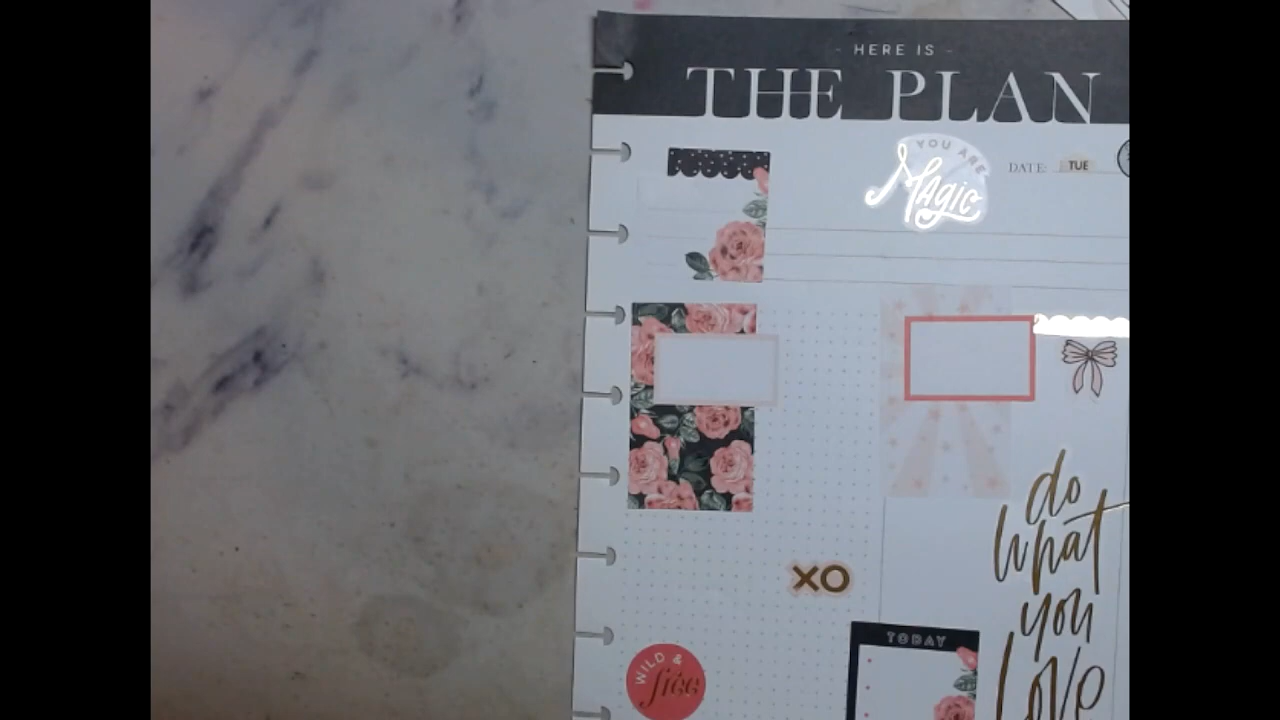 - HERE IS -
THE PLAN
YOU ARE
MAgic
DATE: TUE
do
what
you
love
XO
TODAY
WILD &
free